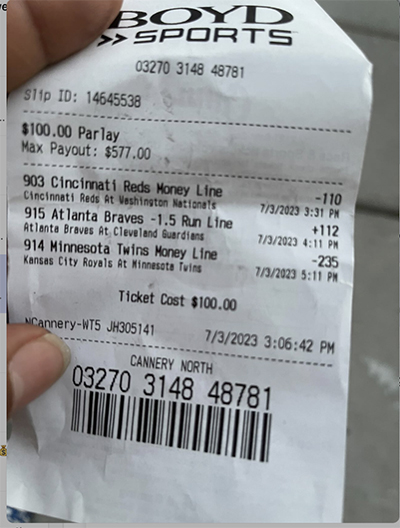 BOYD
SPORTS
03270 3148 48781
Slip ID: 14645538
$100.00 Parlay
Max Payout: $577.00
903 Cincinnati Reds Money Line -110
Cincinnati Reds At Washington Nationals 7/3/2023 3:31 PM
915 Atlanta Braves -1.5 Run Line +112
Atlanta Braves At Cleveland Guardians 7/3/2023 4:11 PM
914 Minnesota Twins Money Line -235
Kansas City Royals At Minnesota Twins 7/3/2023 5:11 PM
Ticket Cost $100.00
NCannery-WT5 JH305141 7/3/2023 3:06:42 PM
CANNERY NORTH
03270 3148 48781